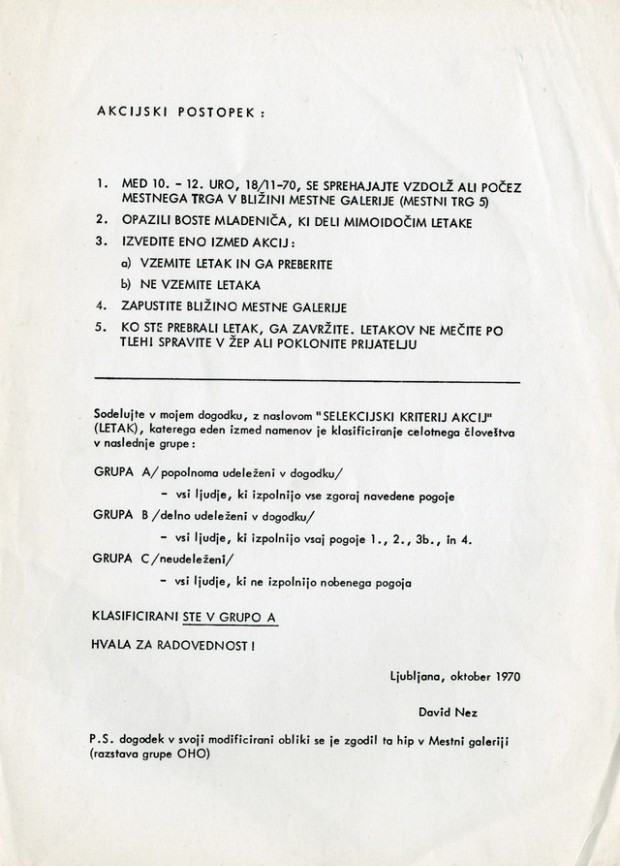 AKCIJSKI POSTOPEK :
1. MED 10. - 12. URO, 18/11-70, SE SPREHAJAJTE VZDOLŽ ALI POČEZ
MESTNEGA TRGA V BLIŽINI MESTNE GALERIJE (MESTNI TRG 5)
2. OPAZILI BOSTE MLADENIČA, KI DELI MIMOIDOČIM LETAKE
3. IZVEDITE ENO IZMED AKCIJ :
a) VZEMITE LETAK IN GA PREBERITE
b) NE VZEMITE LETAKA
4. ZAPUSTITE BLIŽINO MESTNE GALERIJE
5. KO STE PREBRALI LETAK, GA ZAVRŽITE. LETAKOV NE MEČITE PO
TLEH! SPRAVITE V ŽEP ALI POKLONITE PRIJATELJU
Sodelujte v mojem dogodku, z naslovom "SELEKCIJSKI KRITERIJ AKCIJ"
(LETAK), katerega eden izmed namenov je klasificiranje celotnega človeštva
v naslednje grupe :
GRUPA A/ popolnoma udeleženi v dogodku/
- vsi ljudje, ki izpolnijo vse zgoraj navedene pogoje
GRUPA B /delno udeleženi v dogodku/
- vsi ljudje, ki izpolnijo vsaj pogoje 1., 2., 3b., in 4.
GRUPA C /neudeleženi/
- vsi ljudje, ki ne izpolnijo nobenega pogoja
KLASIFICIRANI STE V GRUPO A
HVALA ZA RADOVEDNOST !
Ljubljana, oktober 1970
David Nez
P.S. dogodek v svoji modificirani obliki se je zgodil ta hip v Mestni galeriji
(razstava grupe OHO)